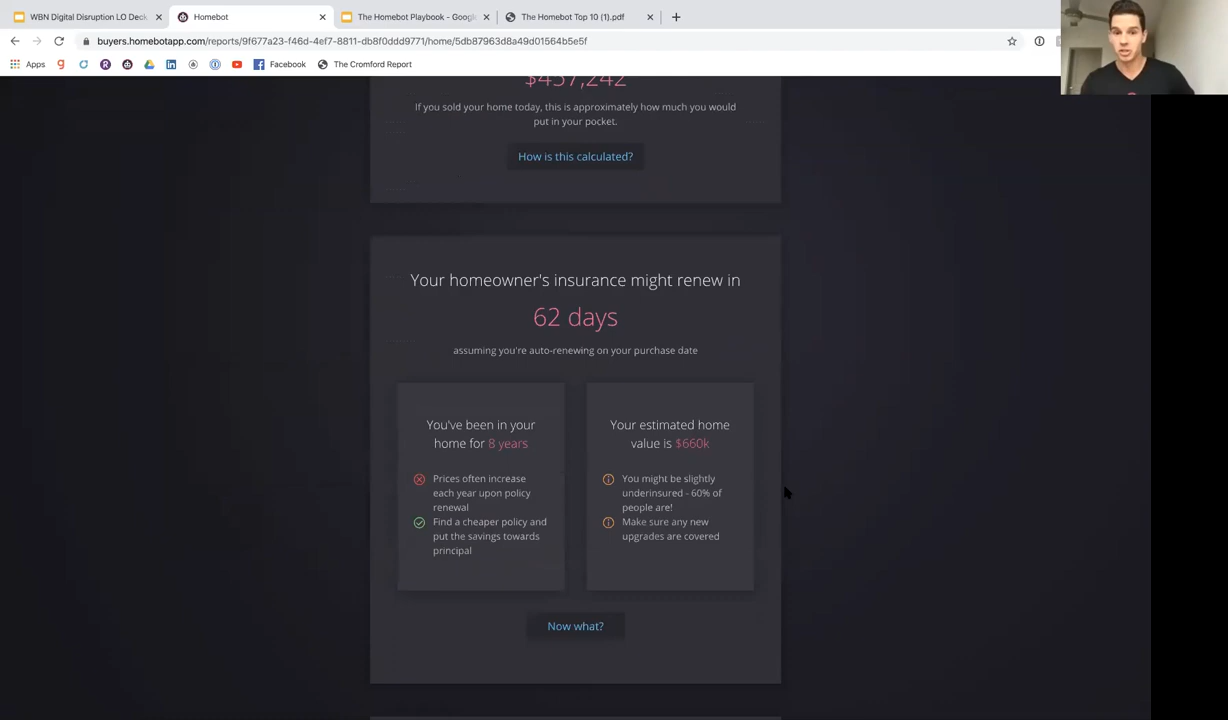 WBN Digital Disruption LO Deck
Homebot
The Homebot Playbook - Google
The Homebot Top 10 (1).pdf
buyers.homebotapp.com/reports/9f677a23-f46d-4ef7-8811-db8f0ddd9771/home/5db87963d8a49d01564b5e5f
Apps
Facebook
The Cromford Report
$457,242
If you sold your home today, this is approximately how much you would
put in your pocket.
How is this calculated?
Your homeowner's insurance might renew in
62 days
assuming you're auto-renewing on your purchase date
You've been in your
home for 8 years
Prices often increase
each year upon policy
renewal
Find a cheaper policy and
put the savings towards
principal
Your estimated home
value is $660k
You might be slightly
underinsured - 60% of
people are!
Make sure any new
upgrades are covered
Now what?